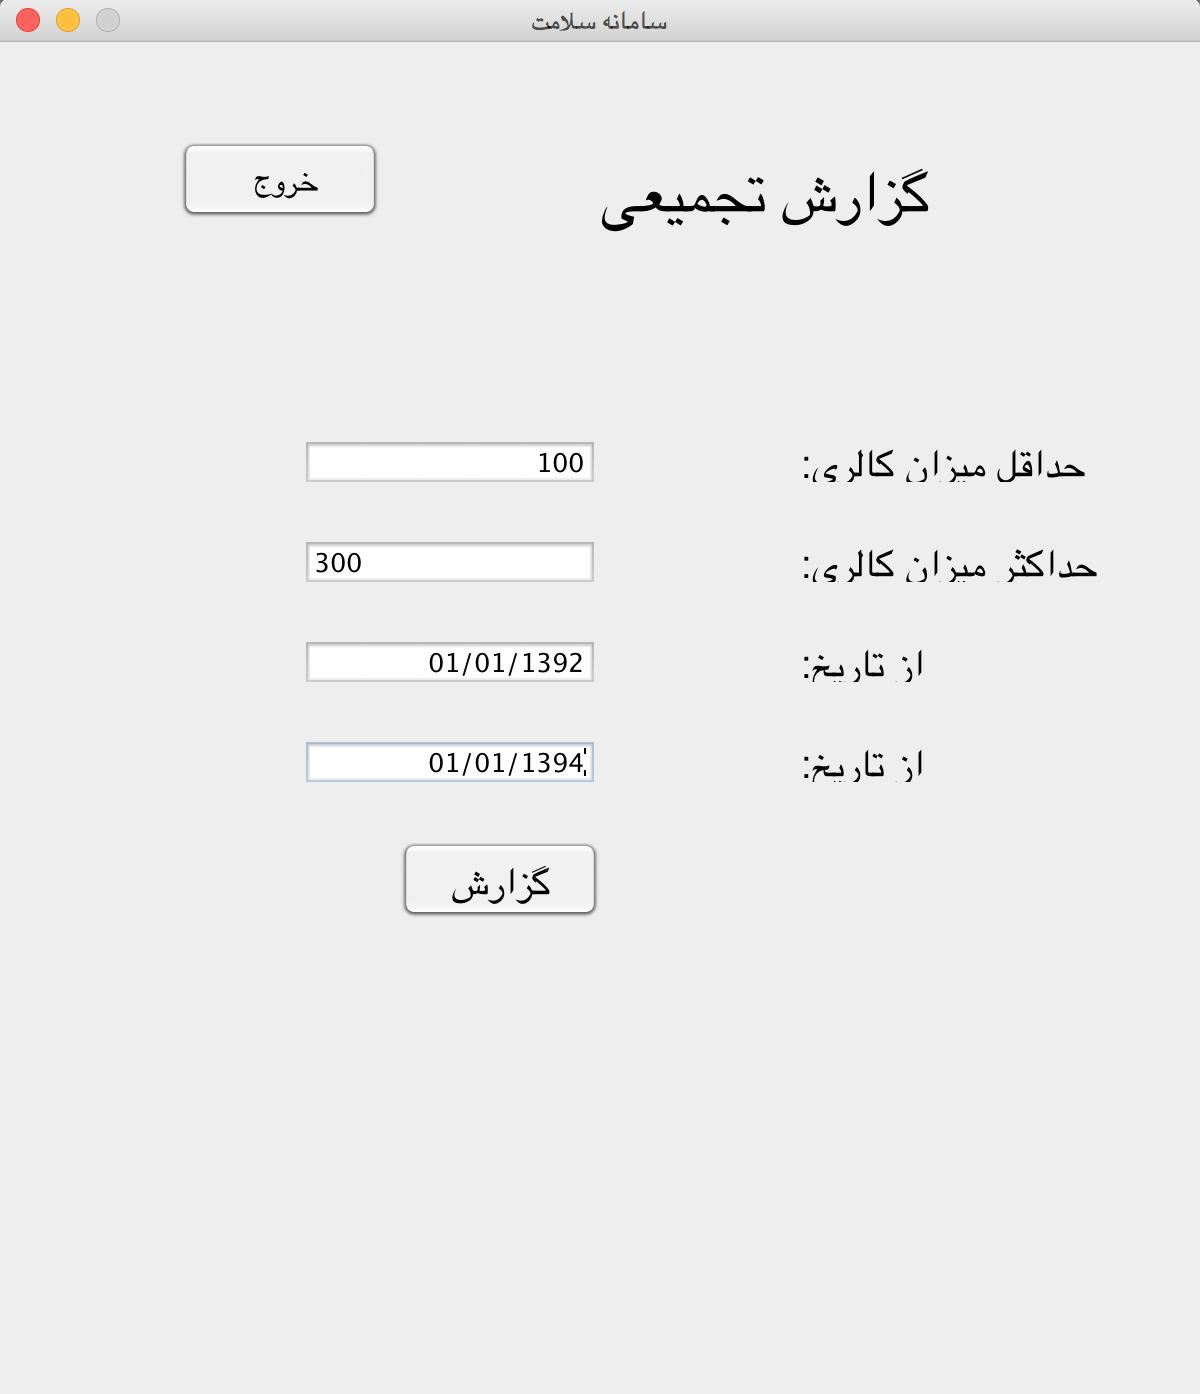 سامانه سلامت
گزارش تجمیعی
خروج
حداقل میزان کالری:
100
حداکثر میزان کالری:
300
از تاریخ:
01/01/1392
از تاریخ:
01/01/1394
گزارش